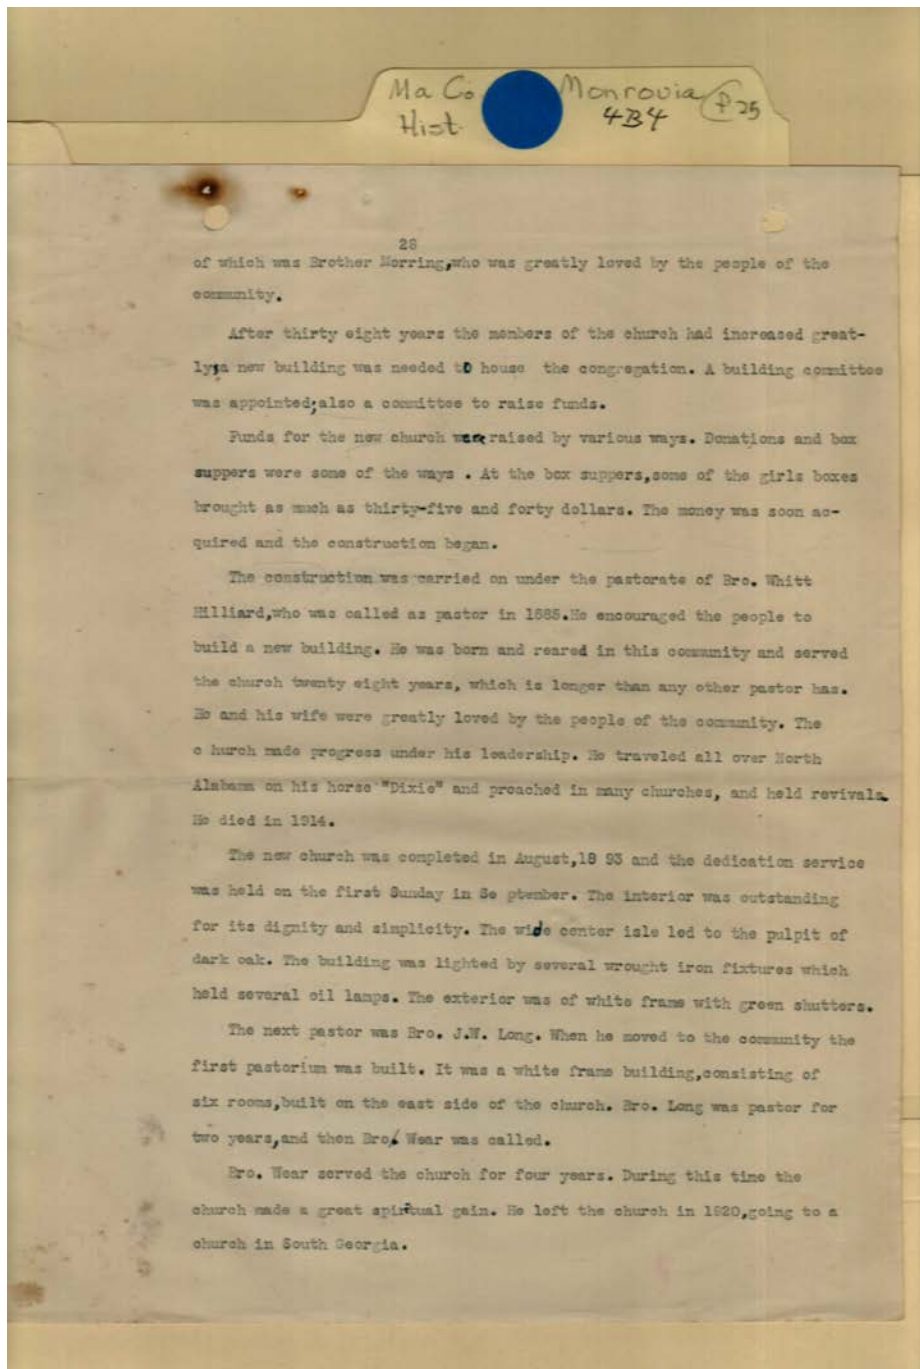 Ma Co Monrovia P 25
Hist. 4B4
28
of which was Brother Morring,who was greatly loved by the people of the
community.
After thirty eight years the members of the church had increased great-
ly;a new building was needed to house the congregation. A building committee
was appointed;also a committee to raise funds.
Funds for the new church were raised by various ways. Donations and box
suppers were some of the ways . At the box suppers,some of the girls boxes
brought as much as thirty-five and forty dollars. The money was soon ac-
quired and the construction began.
The construction was carried on under the pastorate of Bro. Whitt
Hilliard,who was called as pastor in 1885.He encouraged the people to
build a new building. He was born and reared in this community and served
the church twenty eight years, which is longer than any other pastor has.
He and his wife were greatly loved by the people of the community. The
c hurch made progress under his leadership. He traveled all over North
Alabama on his horse "Dixie" and preached in many churches, and held revivals.
He died in 1914.
The new church was completed in August,18 93 and the dedication service
was held on the first Sunday in Se ptember. The interior was outstanding
for its dignity and simplicity. The wide center isle led to the pulpit of
dark oak. The building was lighted by several wrought iron fixtures which
held several oil lamps. The exterior was of white frame with green shutters.
The next pastor was Bro. J.W. Long. When he moved to the community the
first pastorium was built. It was a white frame building,consisting of
six rooms,built on the east side of the church. Bro. Long was pastor for
two years,and then Bro. Wear was called.
Bro. Wear served the church for four years. During this time the
church made a great spiritual gain. He left the church in 1920,going to a
church in South Georgia.